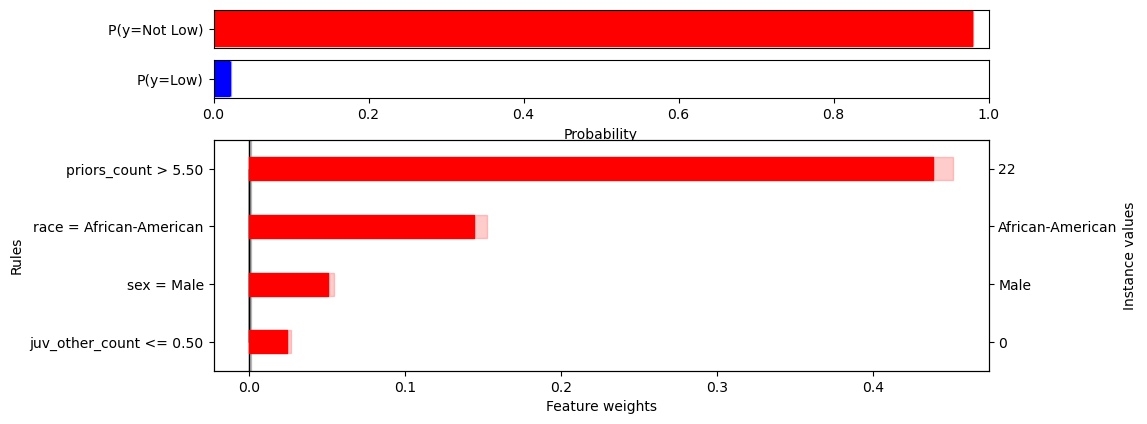 P(y=Not Low)
P(y=Low)
0.0 0.2 0.4 0.6 0.8 1.0
Probability
priors_count > 5.50 22
race = African-American African-American
sex = Male Male
juv_other_count <= 0.50 0
Rules
Instance values
0.0 0.1 0.2 0.3 0.4
Feature weights